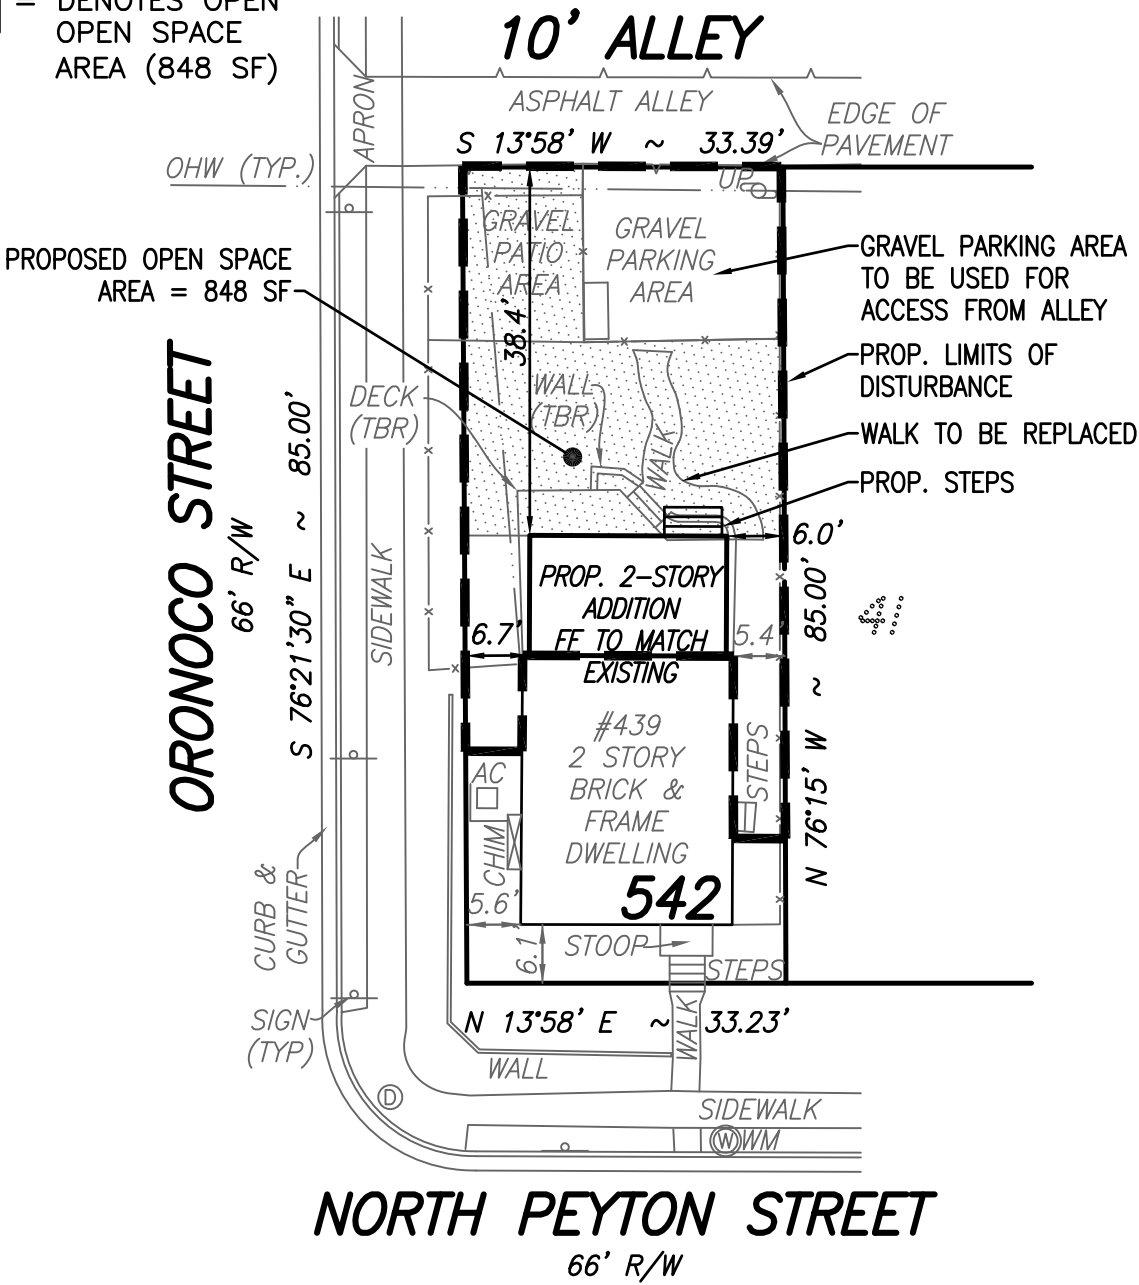 = DENOTES OPEN
OPEN SPACE
AREA (848 SF)
10' ALLEY
APRON
ASPHALT ALLEY
EDGE OF
PAVEMENT
S 13°58' W ~ 33.39'
OHW (TYP.)
UP
GRAVEL
PATIO
AREA
GRAVEL
PARKING
AREA
PROPOSED OPEN SPACE
AREA = 848 SF
GRAVEL PARKING AREA
TO BE USED FOR
ACCESS FROM ALLEY
38.4'
PROP. LIMITS OF
DISTURBANCE
DECK
(TBR)
WALL
(TBR)
WALK
WALK TO BE REPLACED
PROP. STEPS
ORONOCO STREET
66' R/W
S 76°21'30" E ~ 85.00'
SIDEWALK
6.0'
PROP. 2-STORY
ADDITION
FF TO MATCH
EXISTING
6.7'
5.4'
N 76°15' W ~ 85.00'
41
#439
2 STORY
BRICK &
FRAME
DWELLING
542
STEPS
AC
CHIM
5.6'
6.1'
STOOP
STEPS
CURB &
GUTTER
SIGN
(TYP)
N 13°58' E ~ 33.23'
WALK
WALL
D
SIDEWALK
W WM
NORTH PEYTON STREET
66' R/W